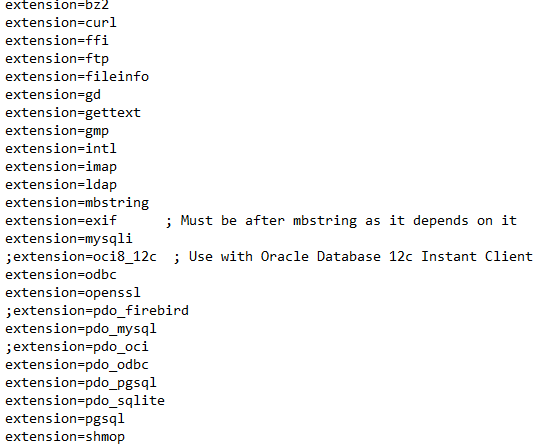 extension=bz2
extension=curl
extension=ffi
extension=ftp
extension=fileinfo
extension=gd
extension=gettext
extension=gmp
extension=intl
extension=imap
extension=ldap
extension=mbstring
extension=exif      ; Must be after mbstring as it depends on it
extension=mysqli
;extension=oci8_12c  ; Use with Oracle Database 12c Instant Client
extension=odbc
extension=openssl
;extension=pdo_firebird
extension=pdo_mysql
;extension=pdo_oci
extension=pdo_odbc
extension=pdo_pgsql
extension=pdo_sqlite
extension=pgsql
extension=shmop